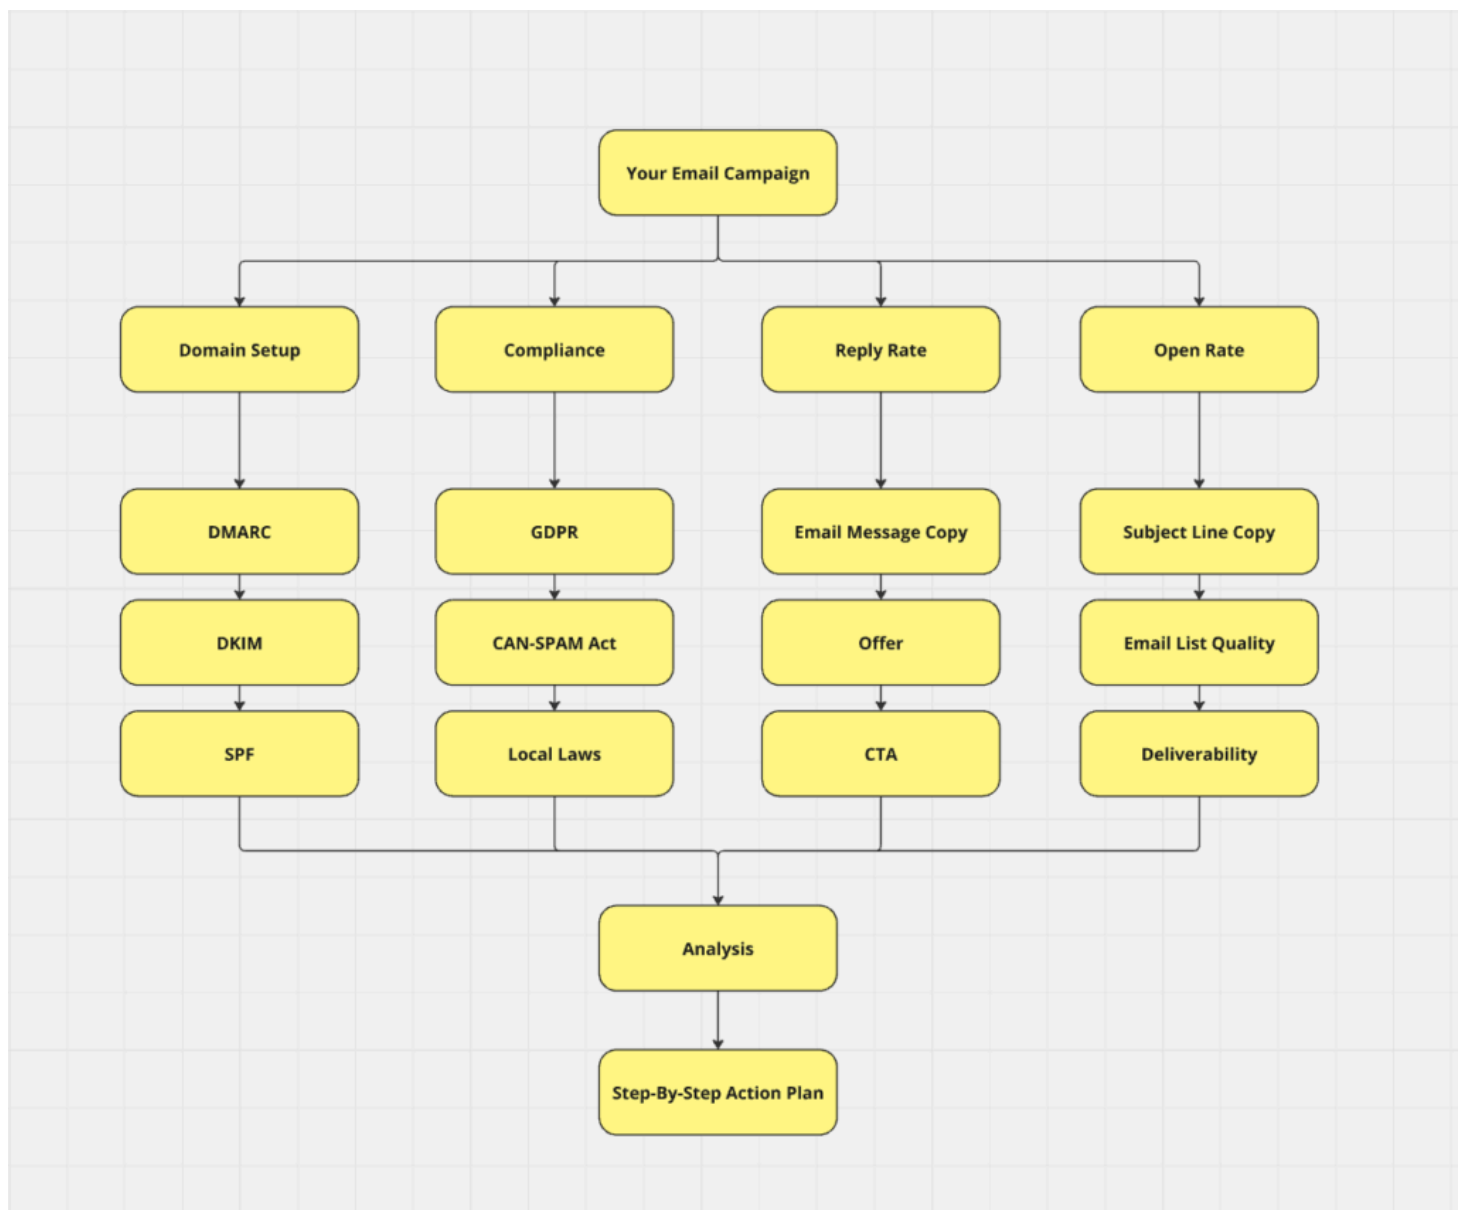 Your Email Campaign
Domain Setup
Compliance
Reply Rate
Open Rate
DMARC
GDPR
Email Message Copy
Subject Line Copy
DKIM
CAN-SPAM Act
Offer
Email List Quality
SPF
Local Laws
CTA
Deliverability
Analysis
Step-By-Step Action Plan